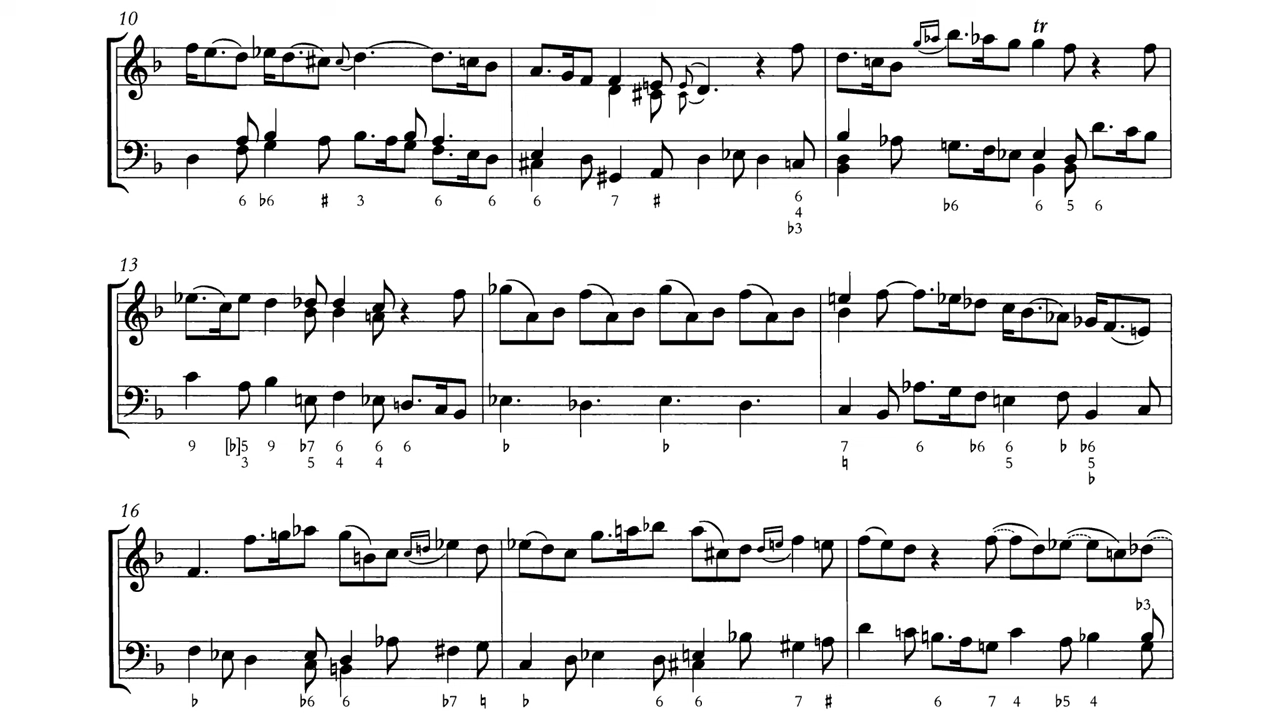 10
tr
6 ♭6 ♯ 3 6 6 6 7 ♯ 6 ♭6 6 5 6
4
♭3
13
9 [♭]5 9 ♭7 6 6 6 ♭ ♭ 7 6 ♭6 6 ♭ ♭6
3 5 4 4 ♮ 5 5
♭
16
♭3
♭ ♭6 6 ♭7 ♮ ♭ 6 6 7 ♯ 6 7 4 ♭5 4